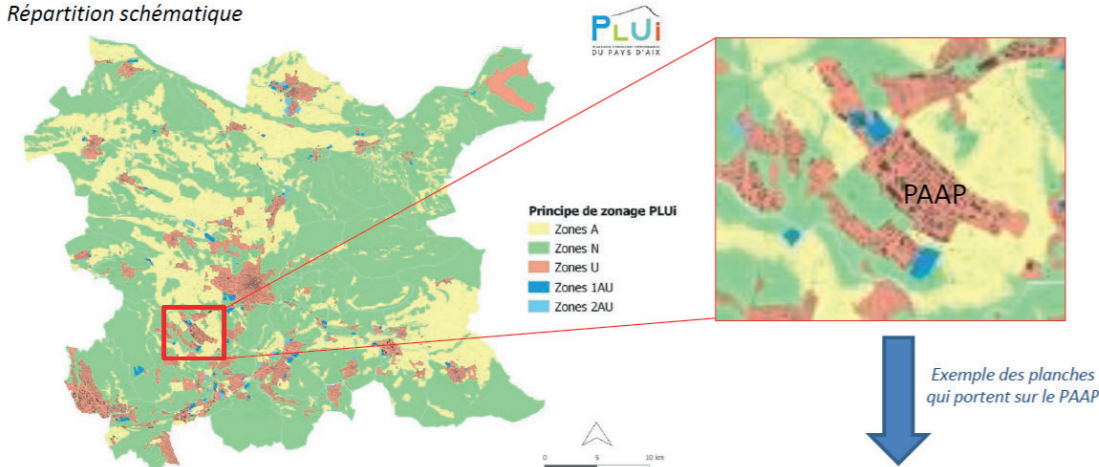 Répartition schématique
PLUi
DU PAYS D'AIX
Principe de zonage PLUi
Zones A
Zones N
Zones U
Zones 1AU
Zones 2AU
PAAP
Exemple des planches
qui portent sur le PAAP
0 5 10 km